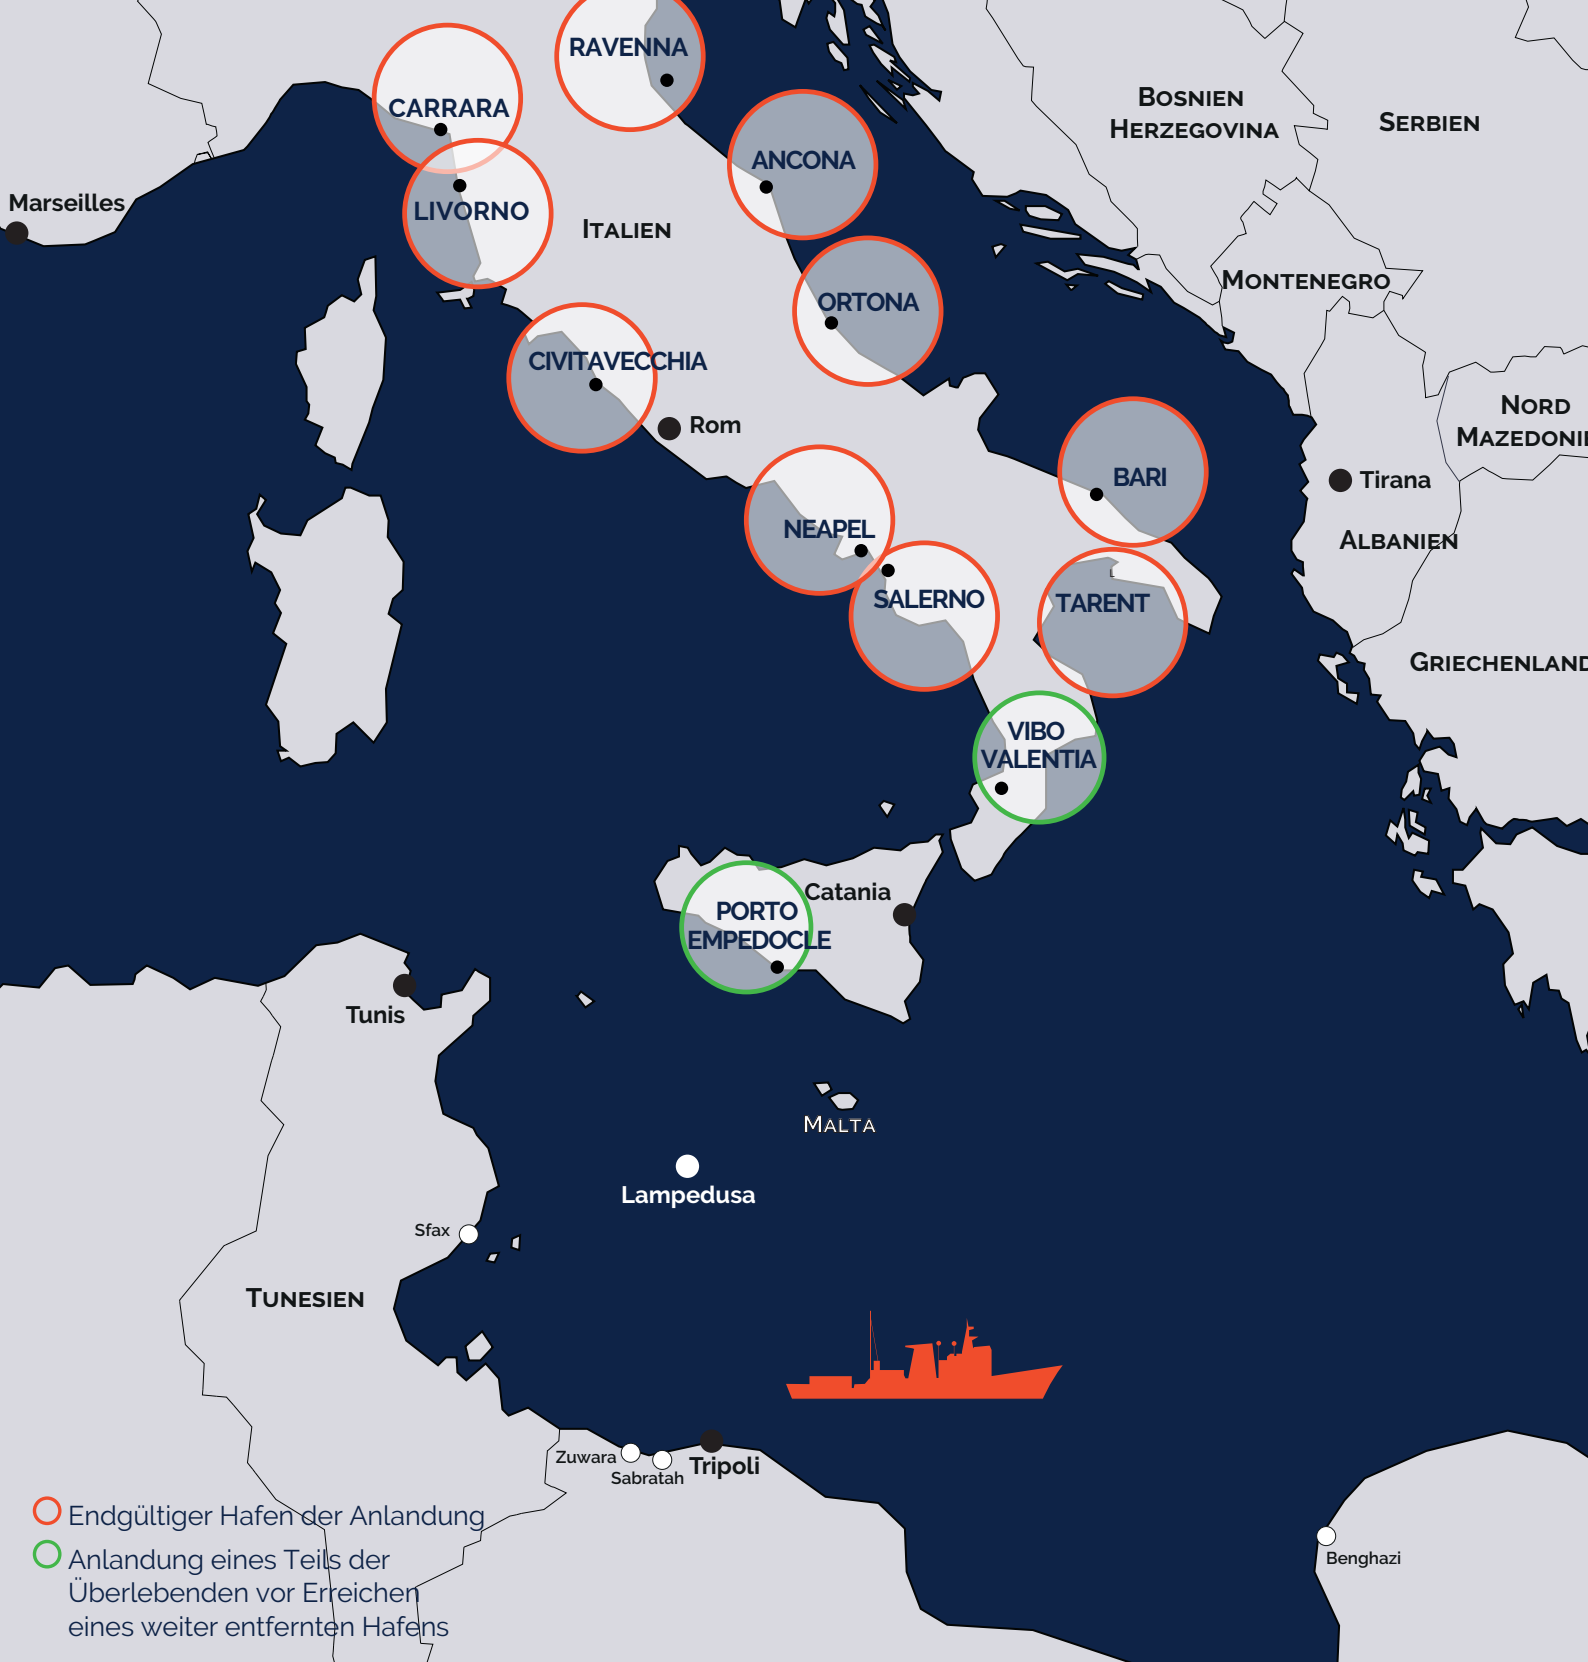 RAVENNA
CARRARA
BOSNIEN
HERZEGOVINA
SERBIEN
ANCONA
Marseilles
LIVORNO
ITALIEN
MONTENEGRO
ORTONA
CIVITAVECCHIA
Rom
NORD
MAZEDONIE
BARI
Tirana
NEAPEL
ALBANIEN
SALERNO
TARENT
GRIECHENLAND
VIBO
VALENTIA
Catania
PORTO
EMPEDOCLE
Tunis
MALTA
Lampedusa
Sfax
TUNESIEN
Zuwara
Sabratah
Tripoli
Endgültiger Hafen der Anlandung
Anlandung eines Teils der
Überlebenden vor Erreichen
eines weiter entfernten Hafens
Benghazi